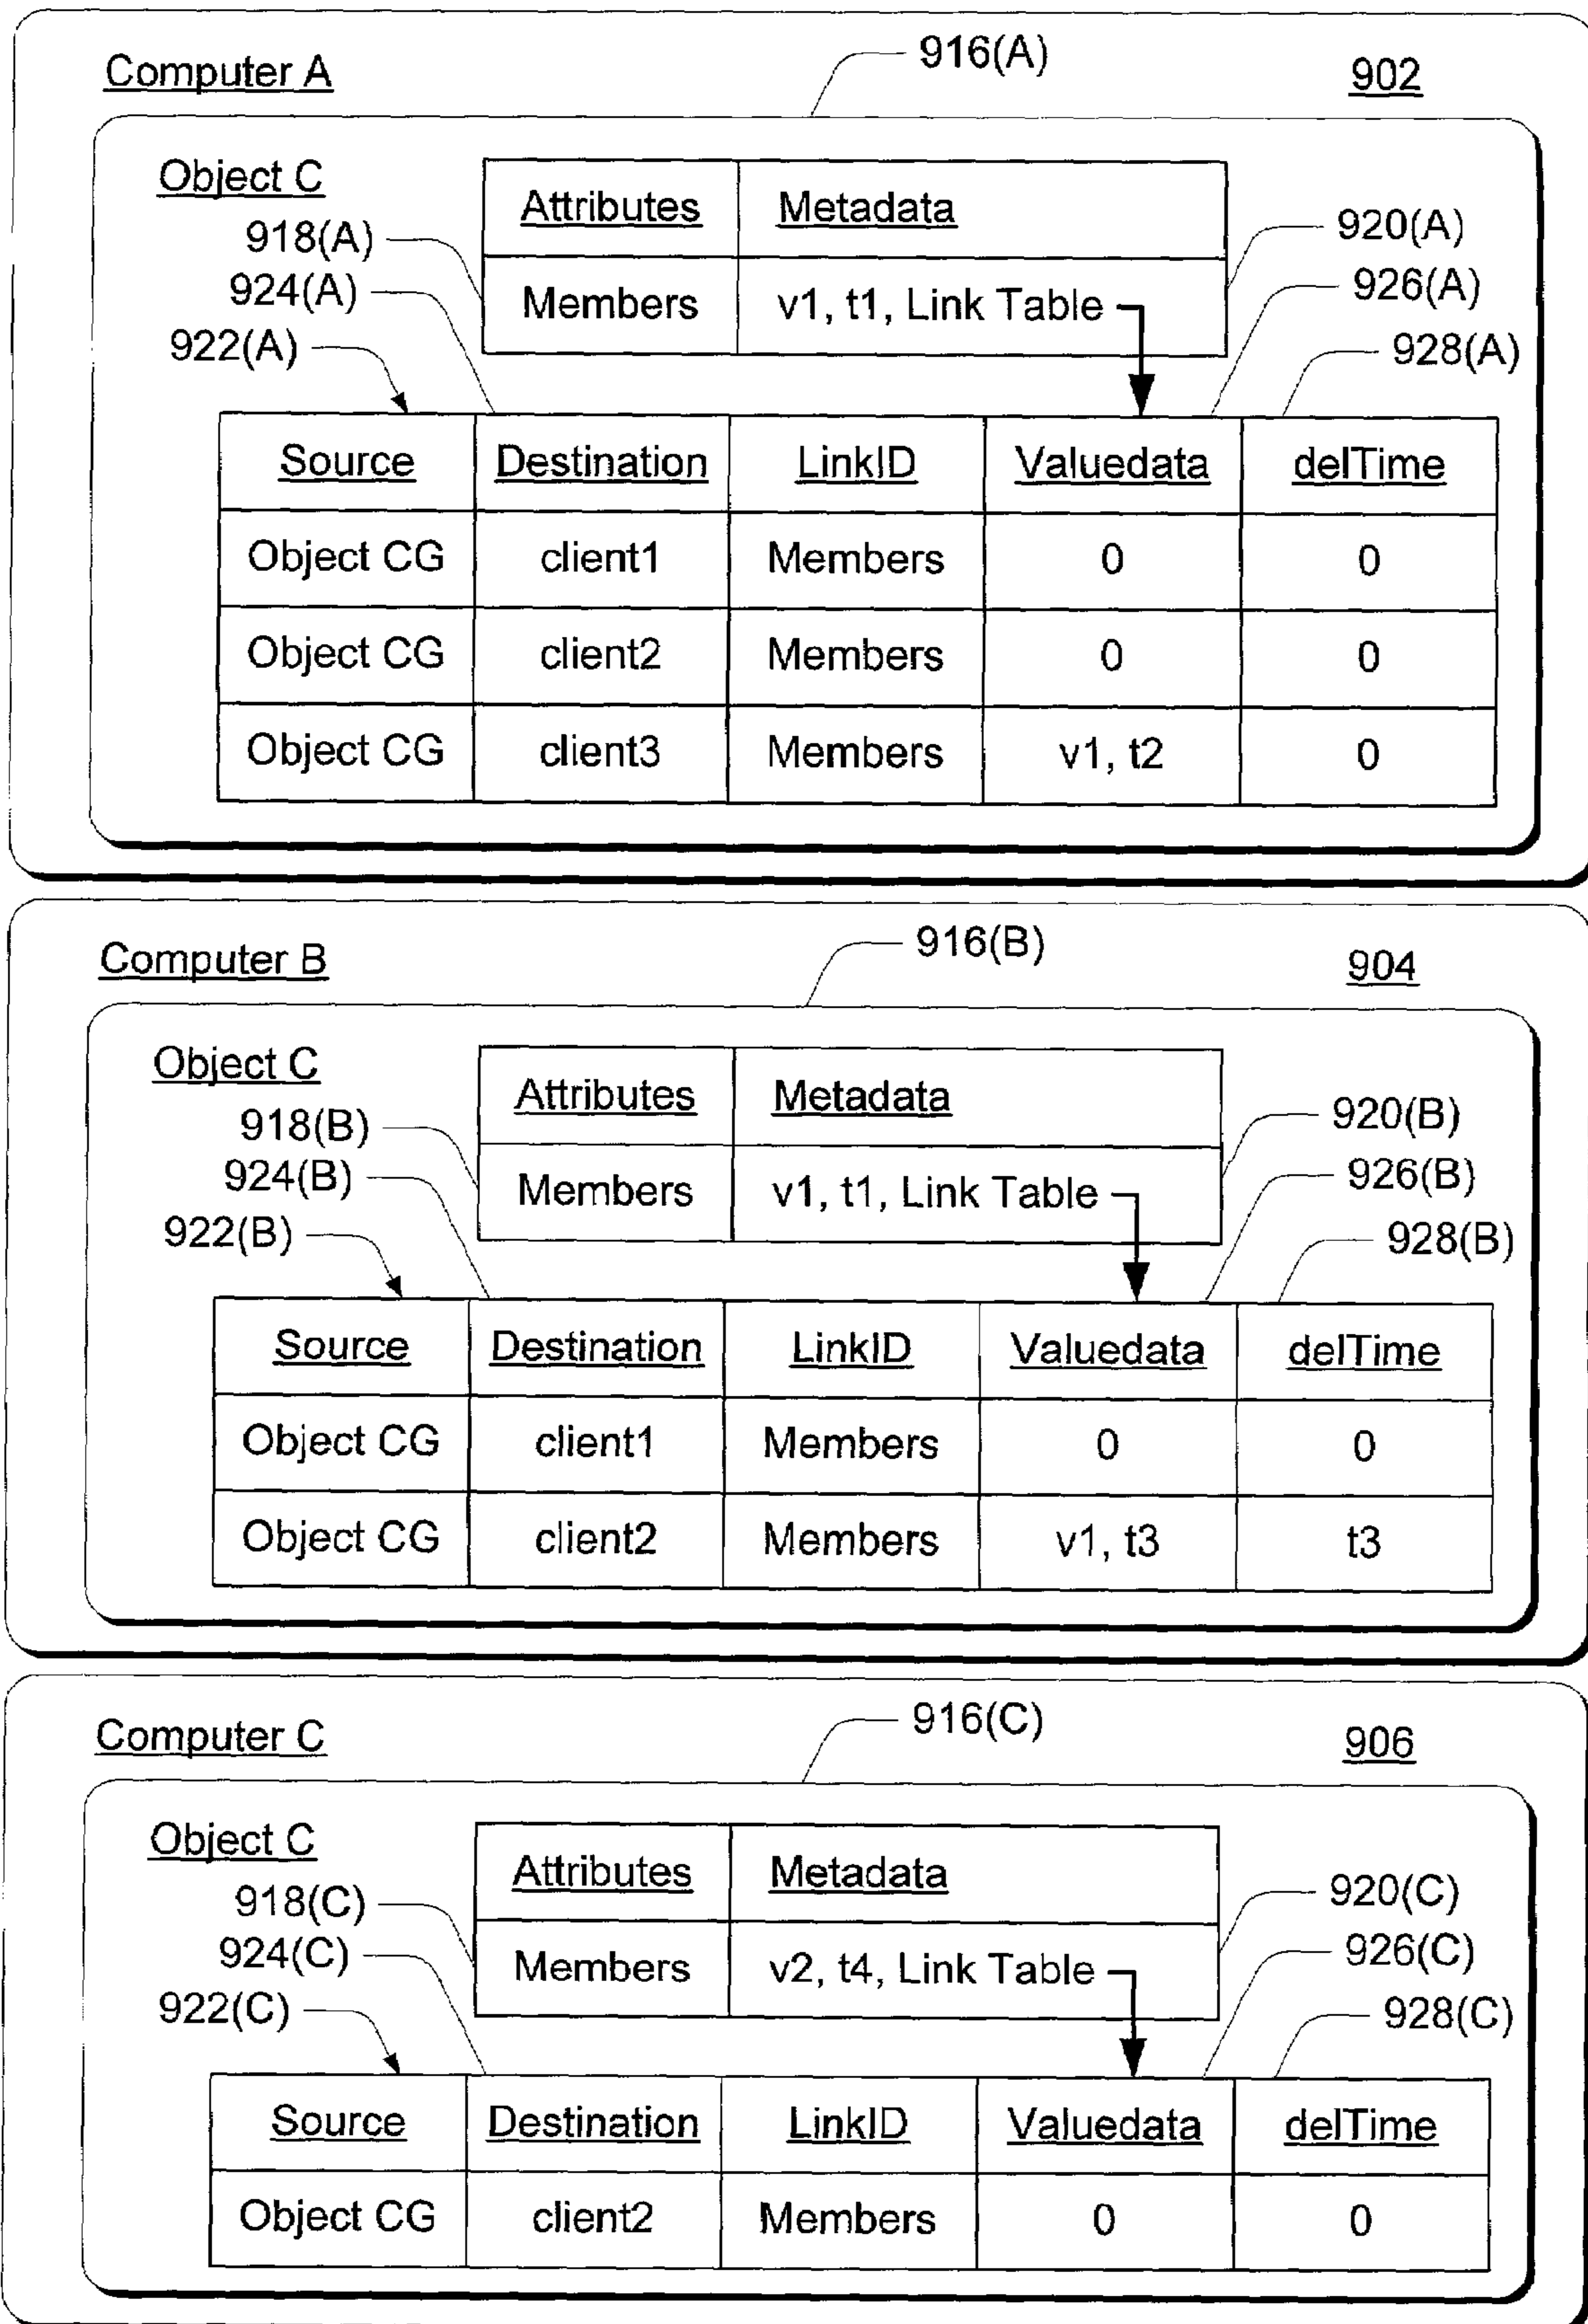 Computer A 916(A) 902
Object C
Attributes Metadata
918(A) 920(A)
924(A) Members v1, t1, Link Table 926(A)
922(A) 928(A)
Source Destination LinkID Valuedata delTime
Object CG client1 Members 0 0
Object CG client2 Members 0 0
Object CG client3 Members v1, t2 0
Computer B 916(B) 904
Object C
Attributes Metadata
918(B) 920(B)
924(B) Members v1, t1, Link Table 926(B)
922(B) 928(B)
Source Destination LinkID Valuedata delTime
Object CG client1 Members 0 0
Object CG client2 Members v1, t3 t3
Computer C 916(C) 906
Object C
Attributes Metadata
918(C) 920(C)
924(C) Members v2, t4, Link Table 926(C)
922(C) 928(C)
Source Destination LinkID Valuedata delTime
Object CG client2 Members 0 0